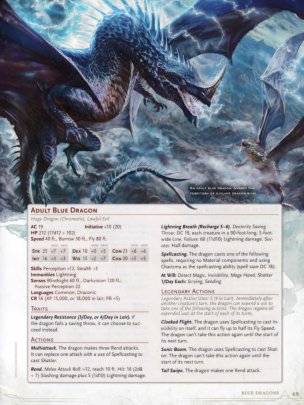 AN ADULT BLUE DRAGON INVADES THE
TERRITORY OF A YOUNG DRAGON RIVAL
ADULT BLUE DRAGON
Huge Dragon (Chromatic), Lawful Evil
AC 19 Initiative +10 (20)
HP 212 (17d12 + 102)
Speed 40 ft., Burrow 30 ft., Fly 80 ft.
MOD SAVE MOD SAVE MOD SAVE
STR 25 +7 +7 DEX 10 +0 +5 CON 23 +6 +6
INT 16 +3 +3 WIS 15 +2 +7 CHA 20 +5 +5
Skills Perception +12, Stealth +5
Immunities Lightning
Senses Blindsight 60 ft., Darkvision 120 ft.;
Passive Perception 22
Languages Common, Draconic
CR 16 (XP 15,000, or 18,000 in lair; PB +5)
TRAITS
Legendary Resistance (3/Day, or 4/Day in Lair). If
the dragon fails a saving throw, it can choose to suc-
ceed instead.
ACTIONS
Multiattack. The dragon makes three Rend attacks.
It can replace one attack with a use of Spellcasting to
cast Shatter.
Rend. Melee Attack Roll: +12, reach 10 ft. Hit: 16 (2d8
+ 7) Slashing damage plus 5 (1d10) Lightning damage.
Lightning Breath (Recharge 5–6). Dexterity Saving
Throw: DC 19, each creature in a 90-foot-long, 5-foot-
wide Line. Failure: 60 (11d10) Lightning damage. Suc-
cess: Half damage.
Spellcasting. The dragon casts one of the following
spells, requiring no Material components and using
Charisma as the spellcasting ability (spell save DC 18):
At Will: Detect Magic, Invisibility, Mage Hand, Shatter
1/Day Each: Scrying, Sending
LEGENDARY ACTIONS
Legendary Action Uses: 3 (4 in Lair). Immediately after
another creature's turn, the dragon can expend a use to
take one of the following actions. The dragon regains all
expended uses at the start of each of its turns.
Cloaked Flight. The dragon uses Spellcasting to cast In-
visibility on itself, and it can fly up to half its Fly Speed.
The dragon can't take this action again until the start of
its next turn.
Sonic Boom. The dragon uses Spellcasting to cast Shat-
ter. The dragon can't take this action again until the
start of its next turn.
Tail Swipe. The dragon makes one Rend attack.
BLUE DRAGONS